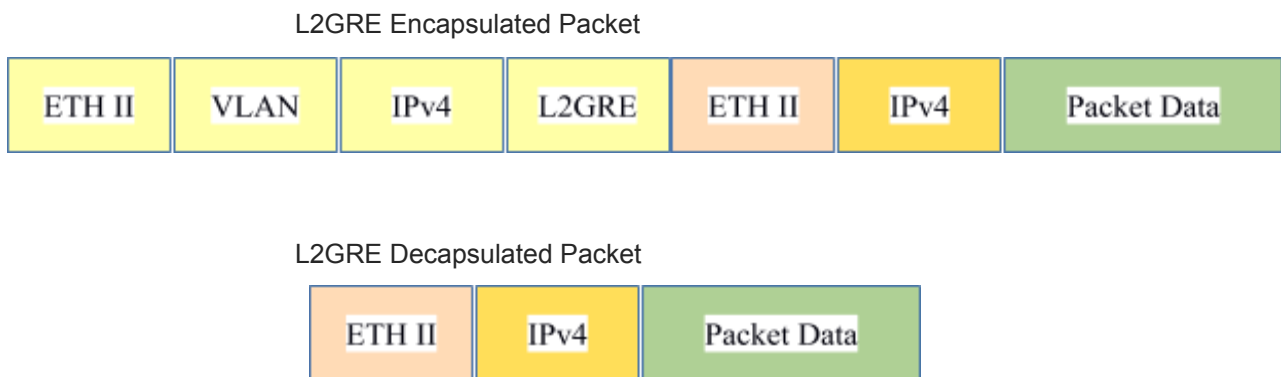 L2GRE Encapsulated Packet
ETH II VLAN IPv4 L2GRE ETH II IPv4 Packet Data
L2GRE Decapsulated Packet
ETH II IPv4 Packet Data